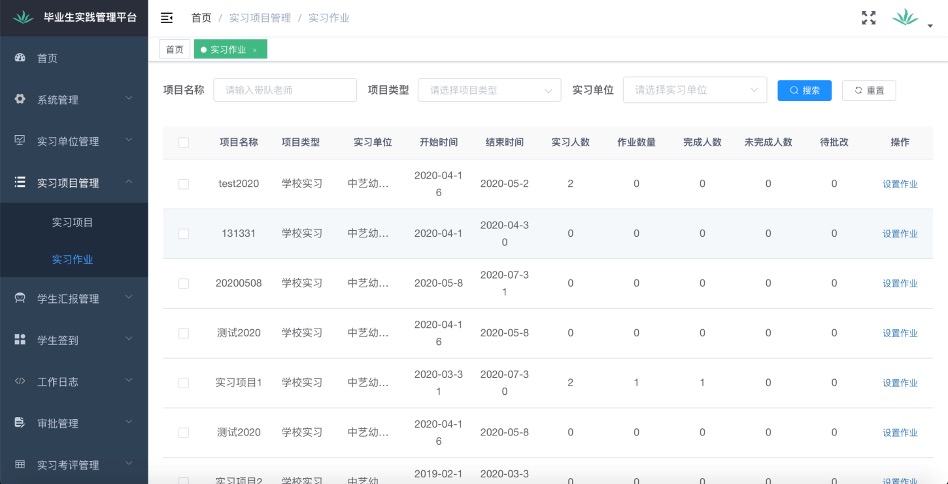 毕业生实践管理平台
首页 / 实习项目管理 / 实习作业
首页
实习作业 ×
首页
系统管理
实习单位管理
实习项目管理
实习项目
实习作业
学生汇报管理
学生签到
工作日志
审批管理
实习考评管理
项目名称 请输入带队老师 项目类型 请选择项目类型 实习单位 请选择实习单位 搜索 重置
项目名称 项目类型 实习单位 开始时间 结束时间 实习人数 作业数量 完成人数 未完成人数 待批改 操作
test2020 学校实习 中艺幼... 2020-04-16 2020-05-2 2 0 0 0 0 设置作业
131331 学校实习 中艺幼... 2020-04-1 2020-04-30 0 0 0 0 0 设置作业
20200508 学校实习 中艺幼... 2020-05-8 2020-07-31 0 0 0 0 0 设置作业
测试2020 学校实习 中艺幼... 2020-04-16 2020-05-8 0 0 0 0 0 设置作业
实习项目1 学校实习 中艺幼... 2020-03-31 2020-07-30 2 1 1 0 0 设置作业
测试2020 学校实习 中艺幼... 2020-04-16 2020-05-8 0 0 0 0 0 设置作业
实习项目2 学校实习 中艺幼... 2019-02-1 2020-03-3 0 0 0 0 0 设置作业